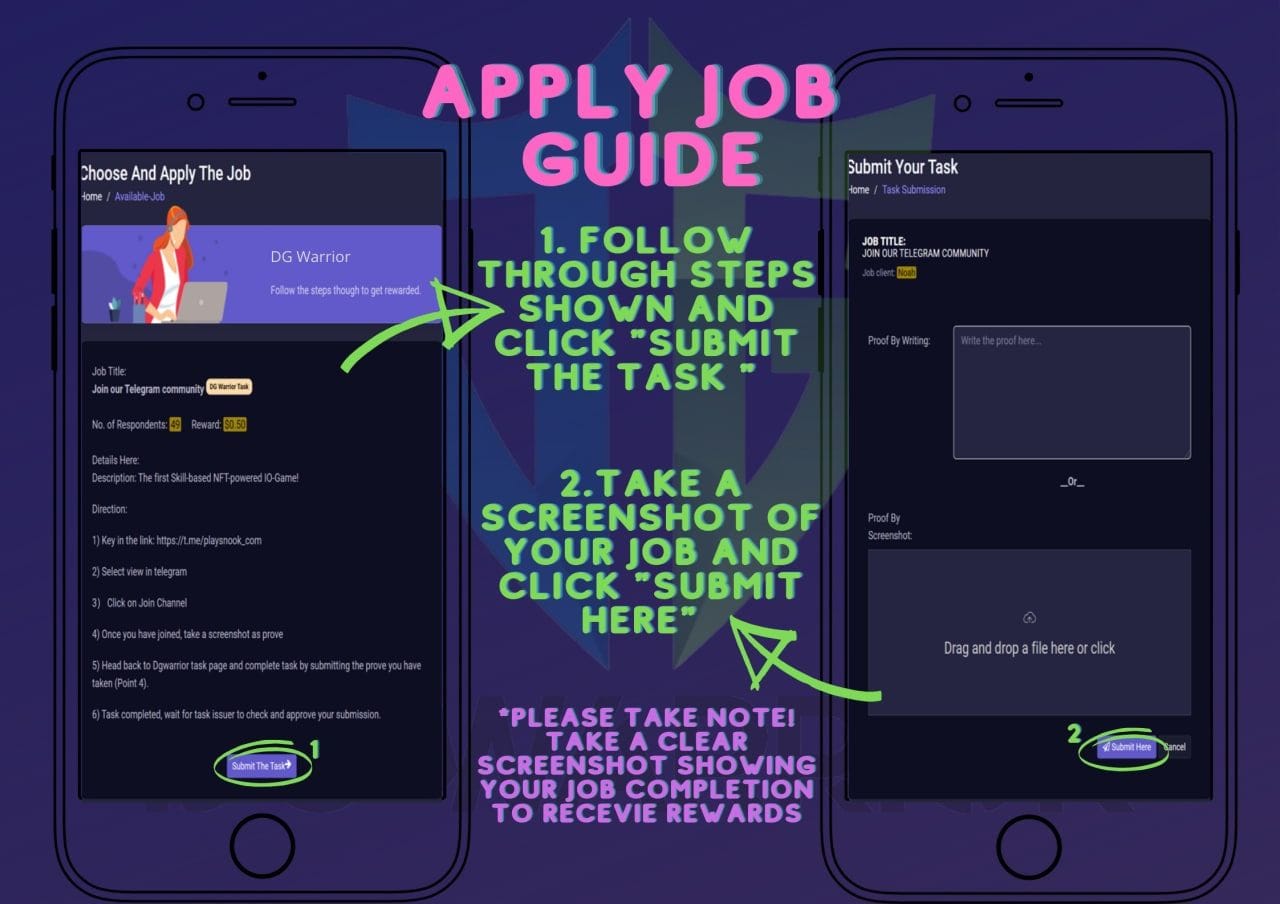 APPLY JOB
GUIDE
Choose And Apply The Job
Home / Available-Job
DG Warrior
Follow the steps though to get rewarded.
Job Title:
Join our Telegram community DG Warrior Task
No. of Respondents: 49 Reward: $0.50
Details Here:
Description: The first Skill-based NFT-powered IO-Game!
Direction:
1) Key in the link: https://t.me/playsnook_com
2) Select view in telegram
3) Click on Join Channel
4) Once you have joined, take a screenshot as prove
5) Head back to Dgwarrior task page and complete task by submitting the prove you have
taken (Point 4).
6) Task completed, wait for task issuer to check and approve your submission.
Submit The Task
1
1. FOLLOW
THROUGH STEPS
SHOWN AND
CLICK "SUBMIT
THE TASK "
2.TAKE A
SCREENSHOT OF
YOUR JOB AND
CLICK "SUBMIT
HERE"
*PLEASE TAKE NOTE!
TAKE A CLEAR
SCREENSHOT SHOWING
YOUR JOB COMPLETION
TO RECEVIE REWARDS
Submit Your Task
Home / Task Submission
JOB TITLE:
JOIN OUR TELEGRAM COMMUNITY
Job client: Noah
Proof By Writing:
Write the proof here...
__Or__
Proof By
Screenshot:
Drag and drop a file here or click
2
Submit Here
Cancel